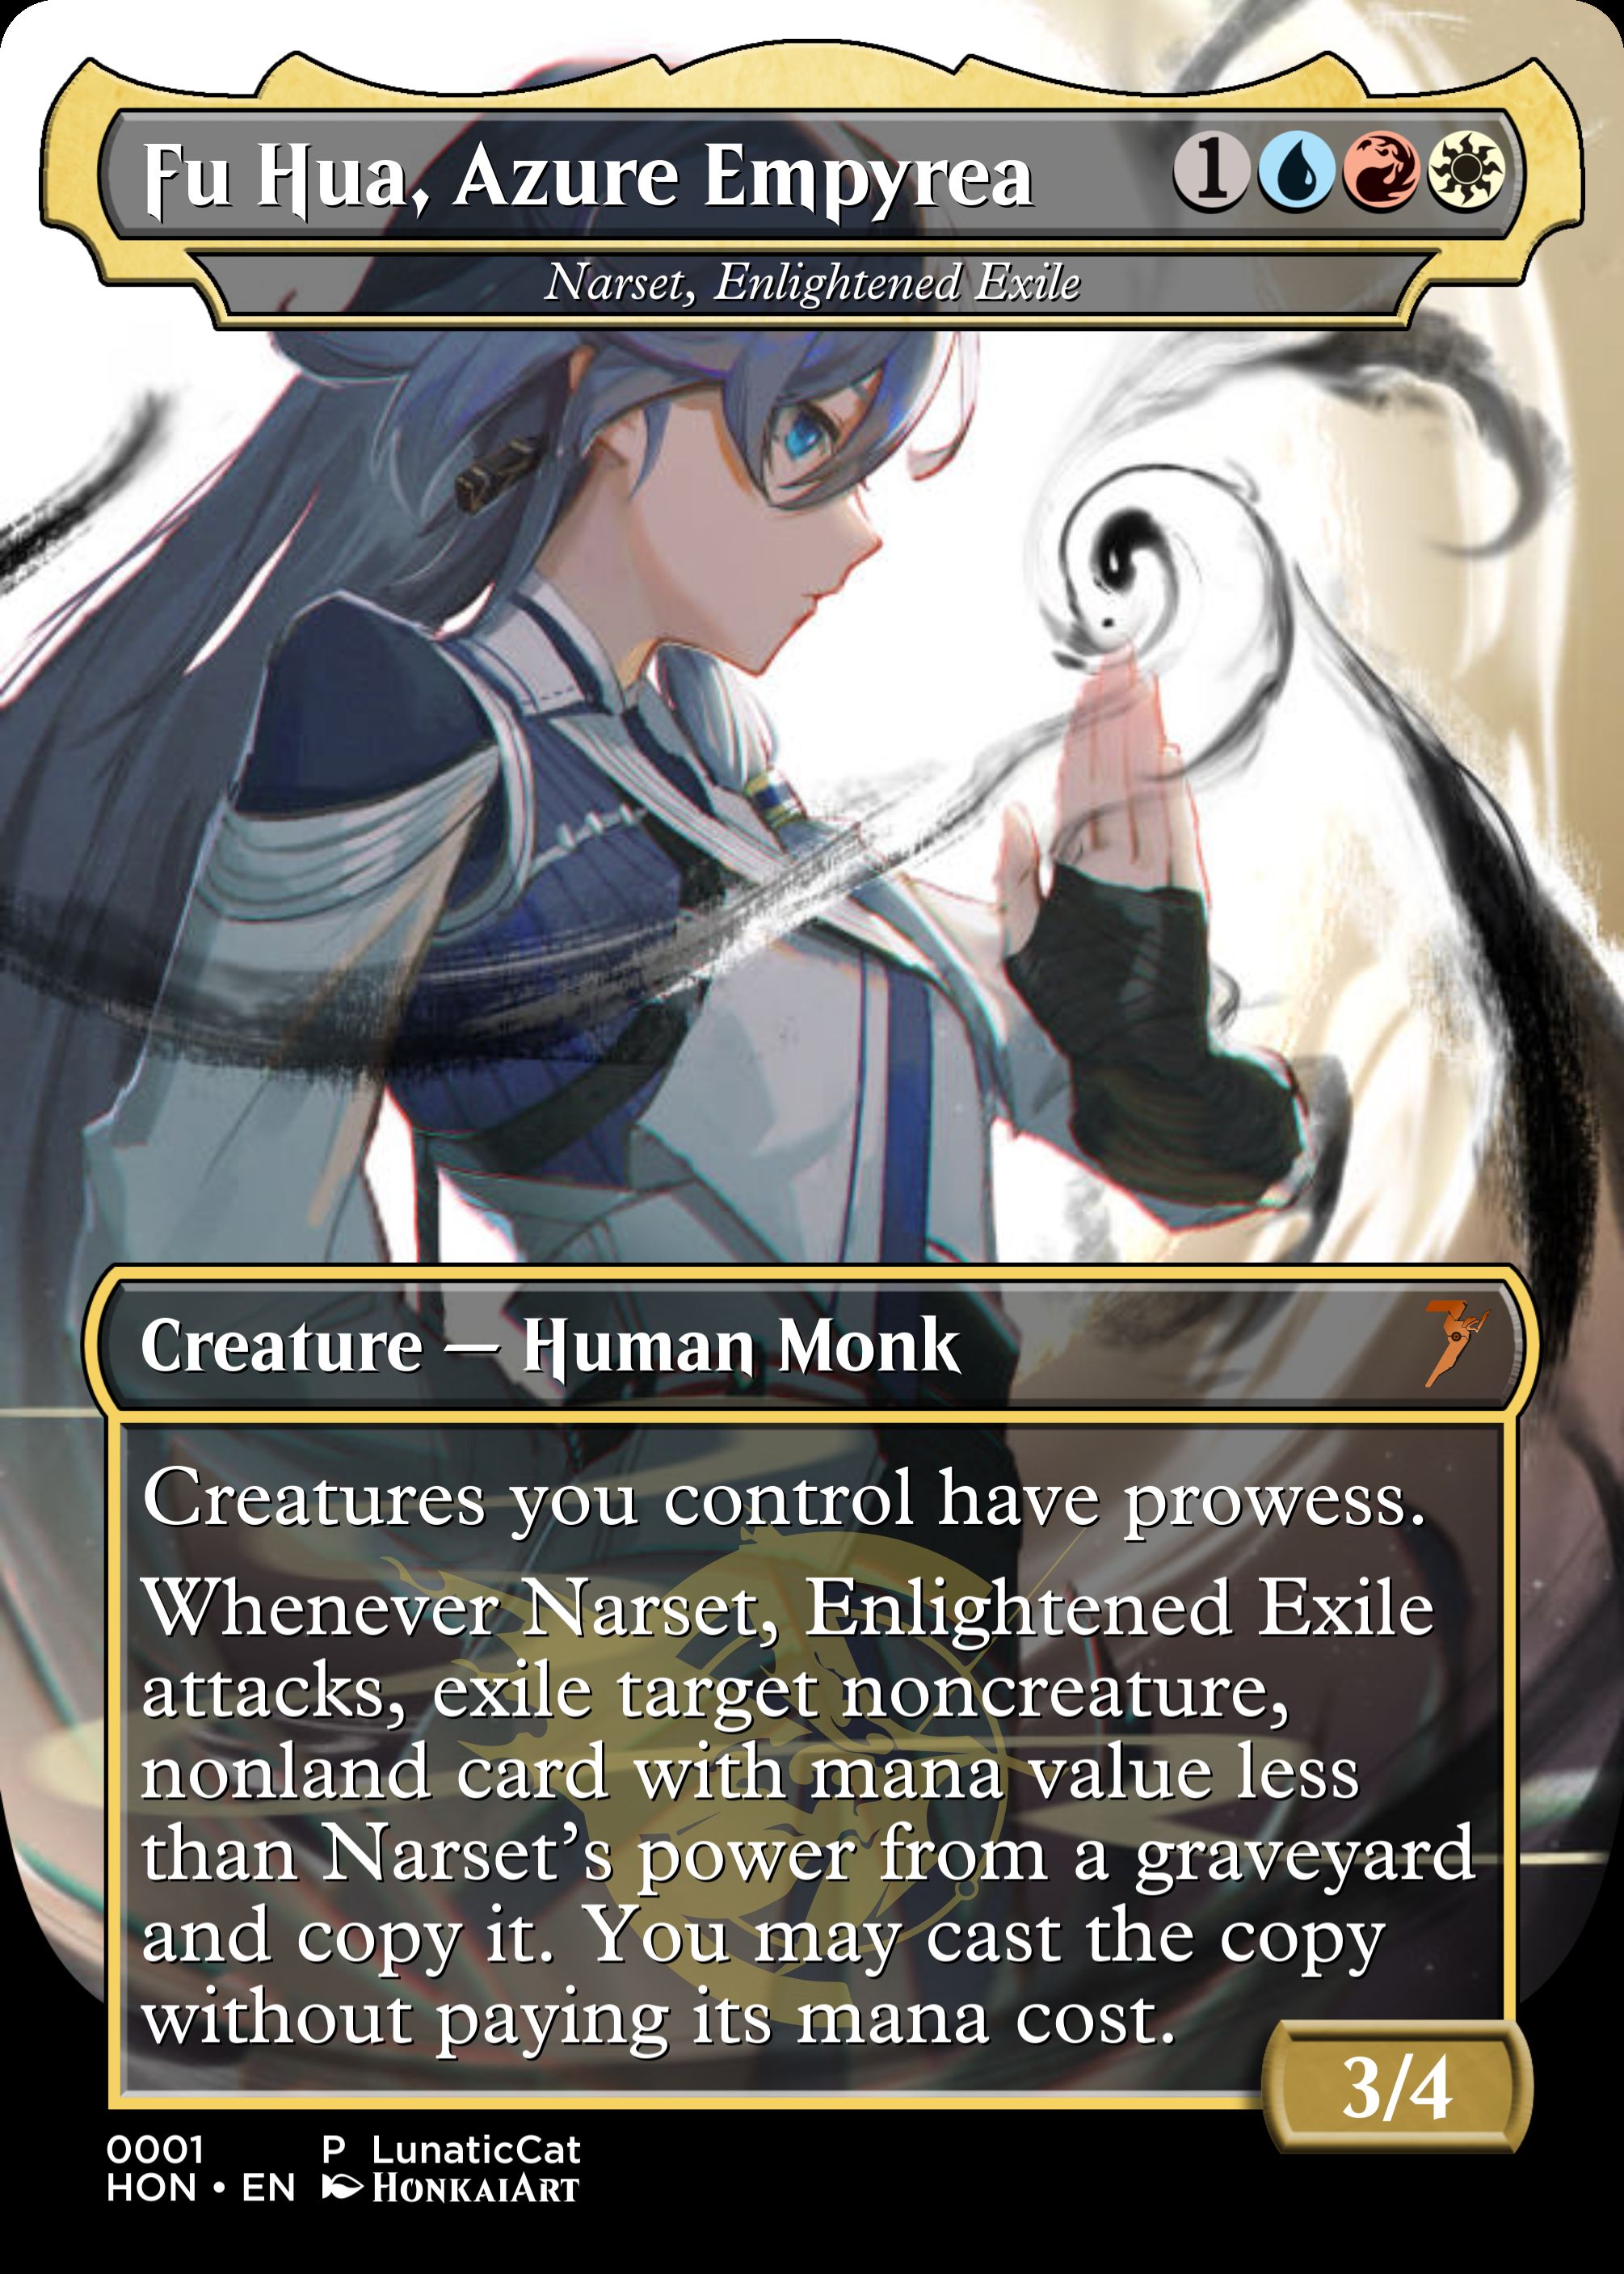 Fu Hua, Azure Empyrea 1
Narset, Enlightened Exile
Creature — Human Monk
Creatures you control have prowess.
Whenever Narset, Enlightened Exile
attacks, exile target noncreature,
nonland card with mana value less
than Narset’s power from a graveyard
and copy it. You may cast the copy
without paying its mana cost.
3/4
0001 P LunaticCat
HON • EN HONKAIART